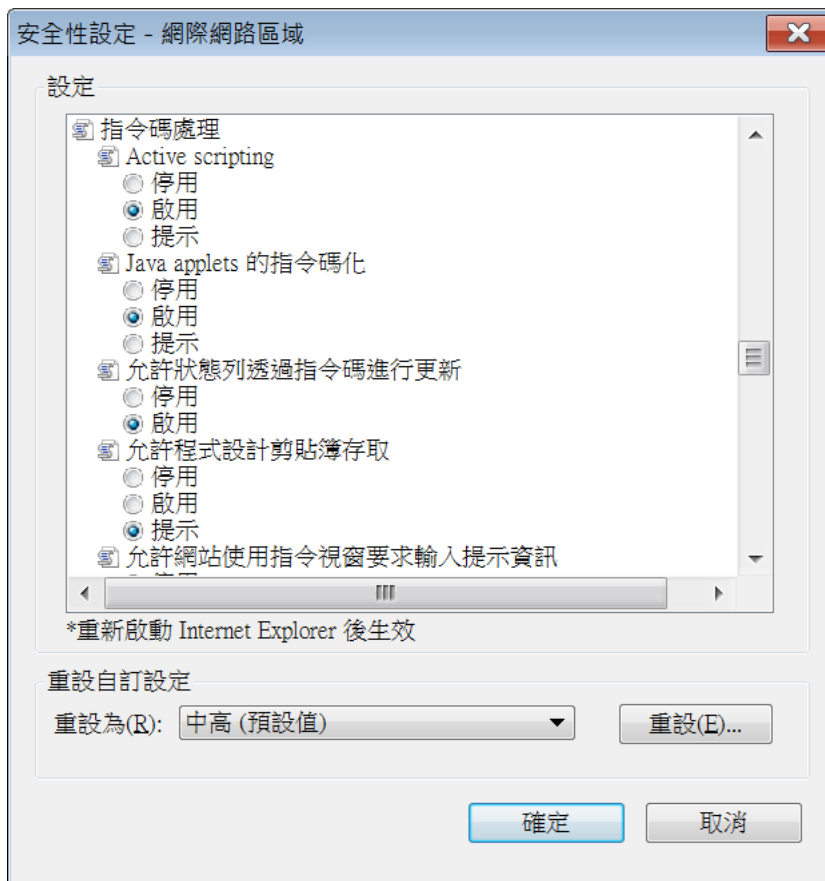 安全性設定 - 網際網路區域
設定
指令碼處理
Active scripting
停用
啟用
提示
Java applets 的指令碼化
停用
啟用
提示
允許狀態列透過指令碼進行更新
停用
啟用
允許程式設計剪貼簿存取
停用
啟用
提示
允許網站使用指令視窗要求輸入提示資訊
*重新啟動 Internet Explorer 後生效
重設自訂設定
重設為(R): 中高 (預設值) 重設(E)...
確定 取消